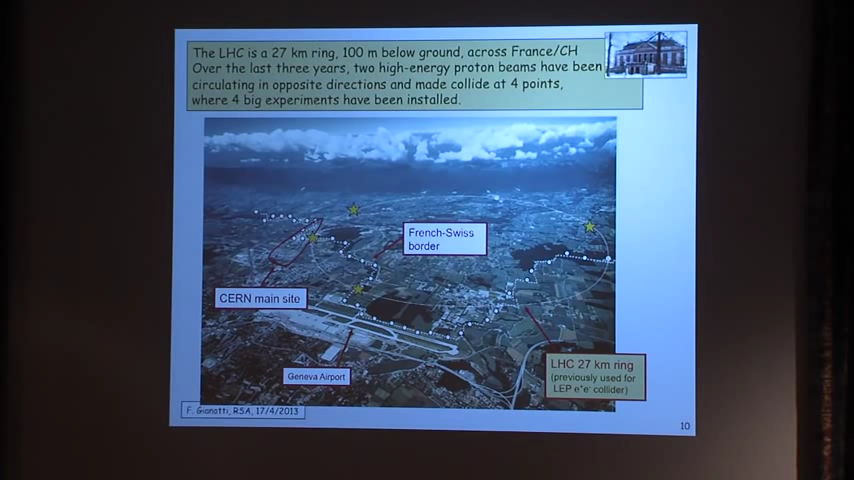 The LHC is a 27 km ring, 100 m below ground, across France/CH
Over the last three years, two high-energy proton beams have been
circulating in opposite directions and made collide at 4 points,
where 4 big experiments have been installed.
French-Swiss
border
CERN main site
LHC 27 km ring
(previously used for
LEP e⁺e⁻ collider)
Geneva Airport
F. Gianotti, RSA, 17/4/2013
10